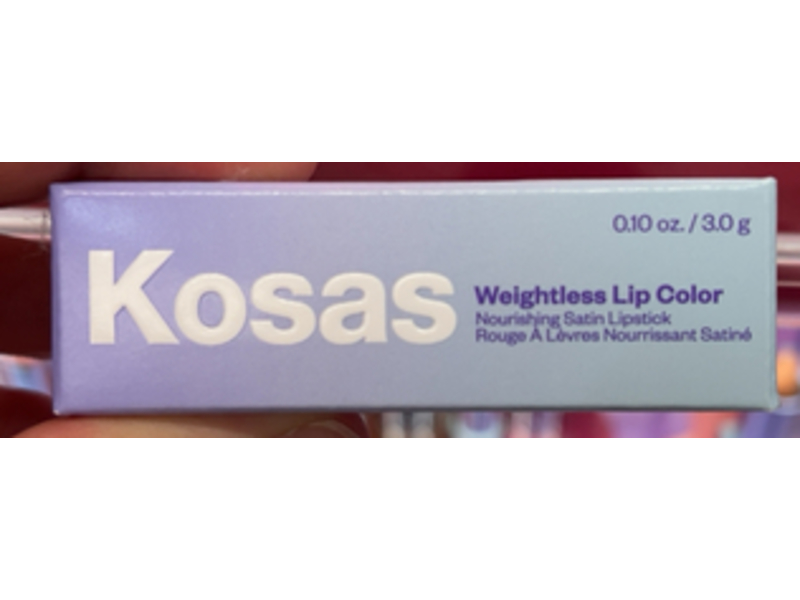 0.10 oz. / 3.0 g
Kosas
Weightless Lip Color
Nourishing Satin Lipstick
Rouge À Lèvres Nourrissant Satiné